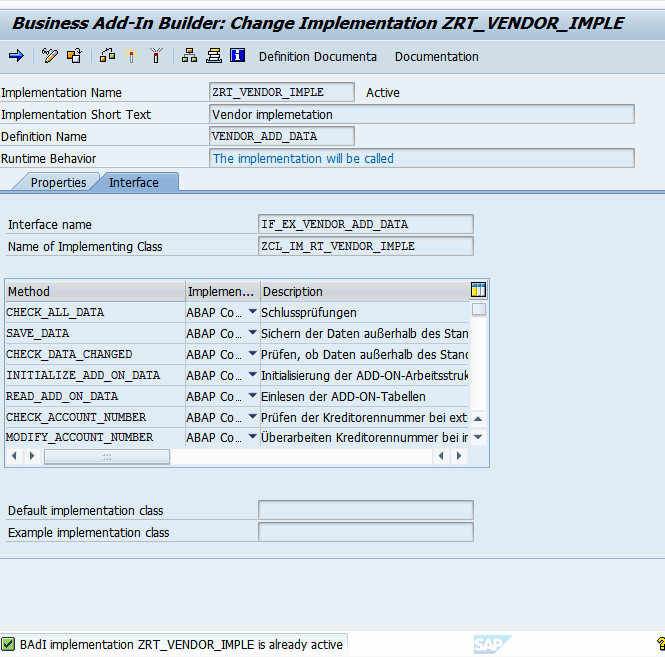 Business Add-In Builder: Change Implementation ZRT_VENDOR_IMPLE
Definition Documenta Documentation
Implementation Name ZRT_VENDOR_IMPLE Active
Implementation Short Text Vendor implemetation
Definition Name VENDOR_ADD_DATA
Runtime Behavior The implementation will be called
Properties Interface
Interface name IF_EX_VENDOR_ADD_DATA
Name of Implementing Class ZCL_IM_RT_VENDOR_IMPLE
Method Implemen... Description
CHECK_ALL_DATA ABAP Co... Schlussprüfungen
SAVE_DATA ABAP Co... Sichern der Daten außerhalb des Stan
CHECK_DATA_CHANGED ABAP Co... Prüfen, ob Daten außerhalb des Stand
INITIALIZE_ADD_ON_DATA ABAP Co... Initialisierung der ADD-ON-Arbeitsstruk
READ_ADD_ON_DATA ABAP Co... Einlesen der ADD-ON-Tabellen
CHECK_ACCOUNT_NUMBER ABAP Co... Prüfen der Kreditorennummer bei ext
MODIFY_ACCOUNT_NUMBER ABAP Co... Überarbeiten Kreditorennummer bei in
Default implementation class
Example implementation class
BAdI implementation ZRT_VENDOR_IMPLE is already active SAP